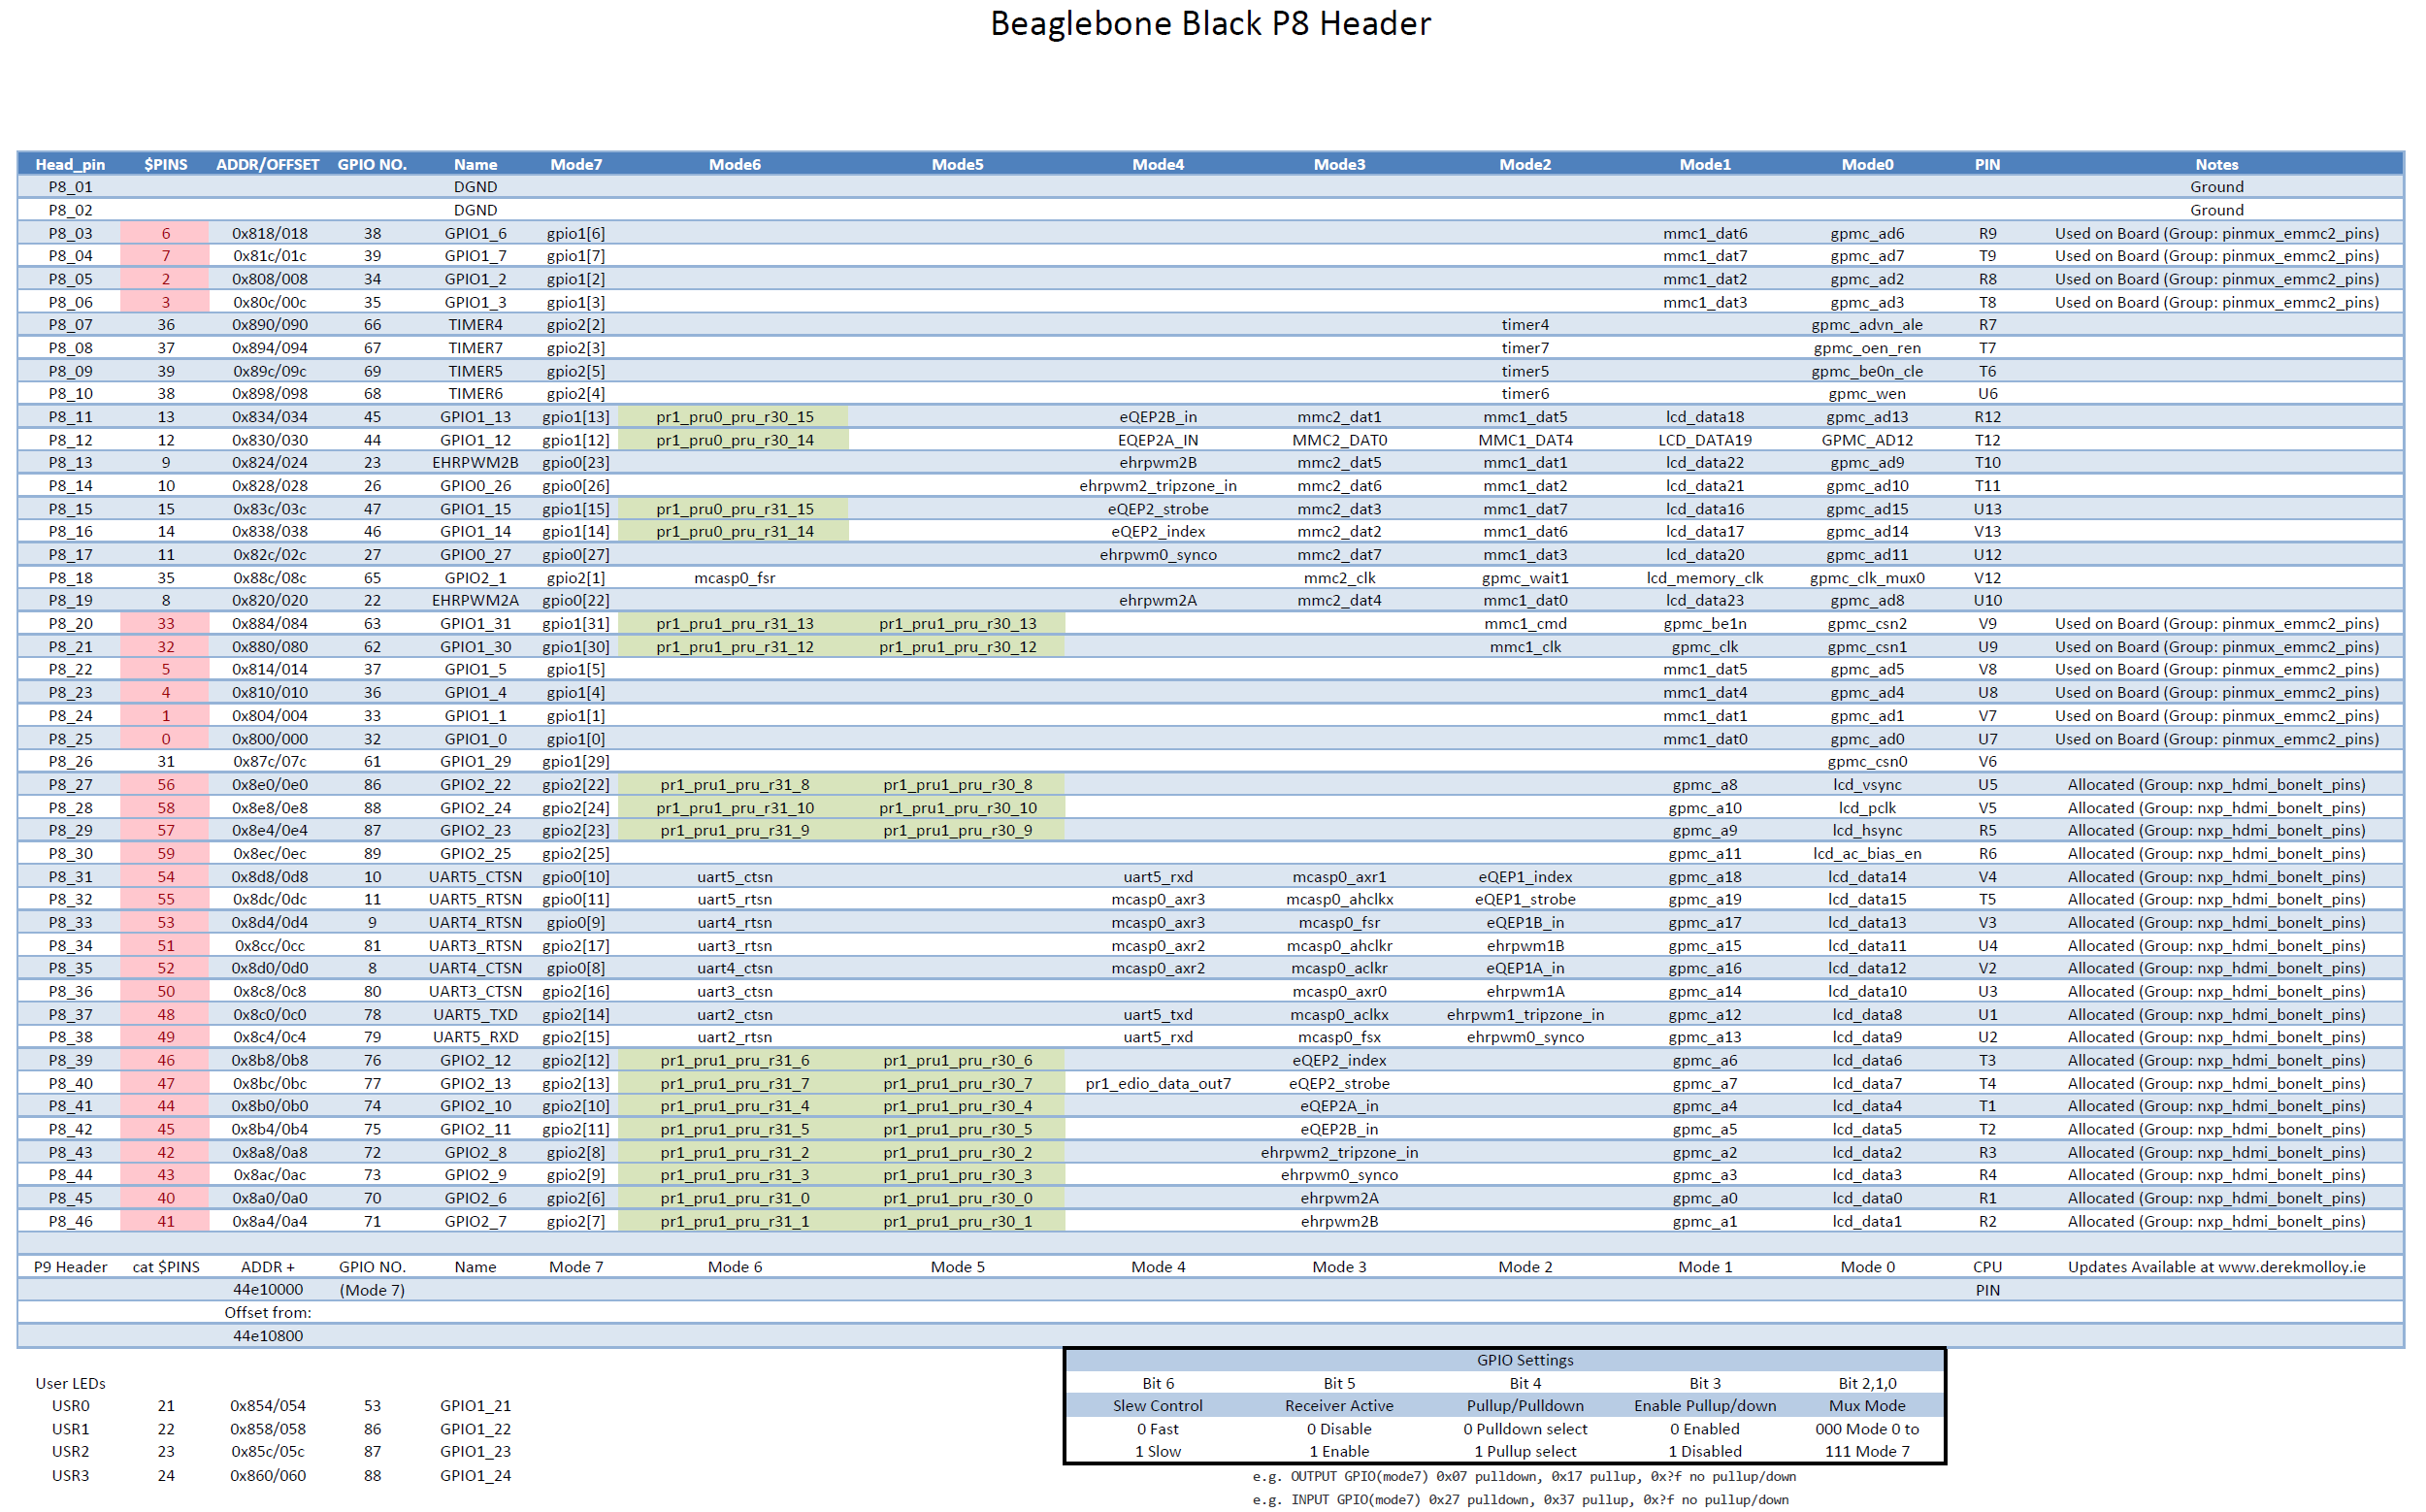 Beaglebone Black P8 Header
Head_pin $PINS ADDR/OFFSET GPIO NO. Name Mode7 Mode6 Mode5 Mode4 Mode3 Mode2 Mode1 Mode0 PIN Notes
P8_01 DGND Ground
P8_02 DGND Ground
P8_03 6 0x818/018 38 GPIO1_6 gpio1[6] mmc1_dat6 gpmc_ad6 R9 Used on Board (Group: pinmux_emmc2_pins)
P8_04 7 0x81c/01c 39 GPIO1_7 gpio1[7] mmc1_dat7 gpmc_ad7 T9 Used on Board (Group: pinmux_emmc2_pins)
P8_05 2 0x808/008 34 GPIO1_2 gpio1[2] mmc1_dat2 gpmc_ad2 R8 Used on Board (Group: pinmux_emmc2_pins)
P8_06 3 0x80c/00c 35 GPIO1_3 gpio1[3] mmc1_dat3 gpmc_ad3 T8 Used on Board (Group: pinmux_emmc2_pins)
P8_07 36 0x890/090 66 TIMER4 gpio2[2] timer4 gpmc_advn_ale R7
P8_08 37 0x894/094 67 TIMER7 gpio2[3] timer7 gpmc_oen_ren T7
P8_09 39 0x89c/09c 69 TIMER5 gpio2[5] timer5 gpmc_be0n_cle T6
P8_10 38 0x898/098 68 TIMER6 gpio2[4] timer6 gpmc_wen U6
P8_11 13 0x834/034 45 GPIO1_13 gpio1[13] pr1_pru0_pru_r30_15 eQEP2B_in mmc2_dat1 mmc1_dat5 lcd_data18 gpmc_ad13 R12
P8_12 12 0x830/030 44 GPIO1_12 gpio1[12] pr1_pru0_pru_r30_14 EQEP2A_IN MMC2_DAT0 MMC1_DAT4 LCD_DATA19 GPMC_AD12 T12
P8_13 9 0x824/024 23 EHRPWM2B gpio0[23] ehrpwm2B mmc2_dat5 mmc1_dat1 lcd_data22 gpmc_ad9 T10
P8_14 10 0x828/028 26 GPIO0_26 gpio0[26] ehrpwm2_tripzone_in mmc2_dat6 mmc1_dat2 lcd_data21 gpmc_ad10 T11
P8_15 15 0x83c/03c 47 GPIO1_15 gpio1[15] pr1_pru0_pru_r31_15 eQEP2_strobe mmc2_dat3 mmc1_dat7 lcd_data16 gpmc_ad15 U13
P8_16 14 0x838/038 46 GPIO1_14 gpio1[14] pr1_pru0_pru_r31_14 eQEP2_index mmc2_dat2 mmc1_dat6 lcd_data17 gpmc_ad14 V13
P8_17 11 0x82c/02c 27 GPIO0_27 gpio0[27] ehrpwm0_synco mmc2_dat7 mmc1_dat3 lcd_data20 gpmc_ad11 U12
P8_18 35 0x88c/08c 65 GPIO2_1 gpio2[1] mcasp0_fsr mmc2_clk gpmc_wait1 lcd_memory_clk gpmc_clk_mux0 V12
P8_19 8 0x820/020 22 EHRPWM2A gpio0[22] ehrpwm2A mmc2_dat4 mmc1_dat0 lcd_data23 gpmc_ad8 U10
P8_20 33 0x884/084 63 GPIO1_31 gpio1[31] pr1_pru1_pru_r31_13 pr1_pru1_pru_r30_13 mmc1_cmd gpmc_be1n gpmc_csn2 V9 Used on Board (Group: pinmux_emmc2_pins)
P8_21 32 0x880/080 62 GPIO1_30 gpio1[30] pr1_pru1_pru_r31_12 pr1_pru1_pru_r30_12 mmc1_clk gpmc_clk gpmc_csn1 U9 Used on Board (Group: pinmux_emmc2_pins)
P8_22 5 0x814/014 37 GPIO1_5 gpio1[5] mmc1_dat5 gpmc_ad5 V8 Used on Board (Group: pinmux_emmc2_pins)
P8_23 4 0x810/010 36 GPIO1_4 gpio1[4] mmc1_dat4 gpmc_ad4 U8 Used on Board (Group: pinmux_emmc2_pins)
P8_24 1 0x804/004 33 GPIO1_1 gpio1[1] mmc1_dat1 gpmc_ad1 V7 Used on Board (Group: pinmux_emmc2_pins)
P8_25 0 0x800/000 32 GPIO1_0 gpio1[0] mmc1_dat0 gpmc_ad0 U7 Used on Board (Group: pinmux_emmc2_pins)
P8_26 31 0x87c/07c 61 GPIO1_29 gpio1[29] gpmc_csn0 V6
P8_27 56 0x8e0/0e0 86 GPIO2_22 gpio2[22] pr1_pru1_pru_r31_8 pr1_pru1_pru_r30_8 gpmc_a8 lcd_vsync U5 Allocated (Group: nxp_hdmi_bonelt_pins)
P8_28 58 0x8e8/0e8 88 GPIO2_24 gpio2[24] pr1_pru1_pru_r31_10 pr1_pru1_pru_r30_10 gpmc_a10 lcd_pclk V5 Allocated (Group: nxp_hdmi_bonelt_pins)
P8_29 57 0x8e4/0e4 87 GPIO2_23 gpio2[23] pr1_pru1_pru_r31_9 pr1_pru1_pru_r30_9 gpmc_a9 lcd_hsync R5 Allocated (Group: nxp_hdmi_bonelt_pins)
P8_30 59 0x8ec/0ec 89 GPIO2_25 gpio2[25] gpmc_a11 lcd_ac_bias_en R6 Allocated (Group: nxp_hdmi_bonelt_pins)
P8_31 54 0x8d8/0d8 10 UART5_CTSN gpio0[10] uart5_ctsn uart5_rxd mcasp0_axr1 eQEP1_index gpmc_a18 lcd_data14 V4 Allocated (Group: nxp_hdmi_bonelt_pins)
P8_32 55 0x8dc/0dc 11 UART5_RTSN gpio0[11] uart5_rtsn mcasp0_axr3 mcasp0_ahclkx eQEP1_strobe gpmc_a19 lcd_data15 T5 Allocated (Group: nxp_hdmi_bonelt_pins)
P8_33 53 0x8d4/0d4 9 UART4_RTSN gpio0[9] uart4_rtsn mcasp0_axr3 mcasp0_fsr eQEP1B_in gpmc_a17 lcd_data13 V3 Allocated (Group: nxp_hdmi_bonelt_pins)
P8_34 51 0x8cc/0cc 81 UART3_RTSN gpio2[17] uart3_rtsn mcasp0_axr2 mcasp0_ahclkr ehrpwm1B gpmc_a15 lcd_data11 U4 Allocated (Group: nxp_hdmi_bonelt_pins)
P8_35 52 0x8d0/0d0 8 UART4_CTSN gpio0[8] uart4_ctsn mcasp0_axr2 mcasp0_aclkr eQEP1A_in gpmc_a16 lcd_data12 V2 Allocated (Group: nxp_hdmi_bonelt_pins)
P8_36 50 0x8c8/0c8 80 UART3_CTSN gpio2[16] uart3_ctsn mcasp0_axr0 ehrpwm1A gpmc_a14 lcd_data10 U3 Allocated (Group: nxp_hdmi_bonelt_pins)
P8_37 48 0x8c0/0c0 78 UART5_TXD gpio2[14] uart2_ctsn uart5_txd mcasp0_aclkx ehrpwm1_tripzone_in gpmc_a12 lcd_data8 U1 Allocated (Group: nxp_hdmi_bonelt_pins)
P8_38 49 0x8c4/0c4 79 UART5_RXD gpio2[15] uart2_rtsn uart5_rxd mcasp0_fsx ehrpwm0_synco gpmc_a13 lcd_data9 U2 Allocated (Group: nxp_hdmi_bonelt_pins)
P8_39 46 0x8b8/0b8 76 GPIO2_12 gpio2[12] pr1_pru1_pru_r31_6 pr1_pru1_pru_r30_6 eQEP2_index gpmc_a6 lcd_data6 T3 Allocated (Group: nxp_hdmi_bonelt_pins)
P8_40 47 0x8bc/0bc 77 GPIO2_13 gpio2[13] pr1_pru1_pru_r31_7 pr1_pru1_pru_r30_7 pr1_edio_data_out7 eQEP2_strobe gpmc_a7 lcd_data7 T4 Allocated (Group: nxp_hdmi_bonelt_pins)
P8_41 44 0x8b0/0b0 74 GPIO2_10 gpio2[10] pr1_pru1_pru_r31_4 pr1_pru1_pru_r30_4 eQEP2A_in gpmc_a4 lcd_data4 T1 Allocated (Group: nxp_hdmi_bonelt_pins)
P8_42 45 0x8b4/0b4 75 GPIO2_11 gpio2[11] pr1_pru1_pru_r31_5 pr1_pru1_pru_r30_5 eQEP2B_in gpmc_a5 lcd_data5 T2 Allocated (Group: nxp_hdmi_bonelt_pins)
P8_43 42 0x8a8/0a8 72 GPIO2_8 gpio2[8] pr1_pru1_pru_r31_2 pr1_pru1_pru_r30_2 ehrpwm2_tripzone_in gpmc_a2 lcd_data2 R3 Allocated (Group: nxp_hdmi_bonelt_pins)
P8_44 43 0x8ac/0ac 73 GPIO2_9 gpio2[9] pr1_pru1_pru_r31_3 pr1_pru1_pru_r30_3 ehrpwm0_synco gpmc_a3 lcd_data3 R4 Allocated (Group: nxp_hdmi_bonelt_pins)
P8_45 40 0x8a0/0a0 70 GPIO2_6 gpio2[6] pr1_pru1_pru_r31_0 pr1_pru1_pru_r30_0 ehrpwm2A gpmc_a0 lcd_data0 R1 Allocated (Group: nxp_hdmi_bonelt_pins)
P8_46 41 0x8a4/0a4 71 GPIO2_7 gpio2[7] pr1_pru1_pru_r31_1 pr1_pru1_pru_r30_1 ehrpwm2B gpmc_a1 lcd_data1 R2 Allocated (Group: nxp_hdmi_bonelt_pins)
P9 Header cat $PINS ADDR + GPIO NO. Name Mode 7 Mode 6 Mode 5 Mode 4 Mode 3 Mode 2 Mode 1 Mode 0 CPU Updates Available at www.derekmolloy.ie
44e10000 (Mode 7) PIN
Offset from:
44e10800
User LEDs
USR0 21 0x854/054 53 GPIO1_21
USR1 22 0x858/058 86 GPIO1_22
USR2 23 0x85c/05c 87 GPIO1_23
USR3 24 0x860/060 88 GPIO1_24
GPIO Settings
Bit 6 Bit 5 Bit 4 Bit 3 Bit 2,1,0
Slew Control Receiver Active Pullup/Pulldown Enable Pullup/down Mux Mode
0 Fast 0 Disable 0 Pulldown select 0 Enabled 000 Mode 0 to
1 Slow 1 Enable 1 Pullup select 1 Disabled 111 Mode 7
e.g. OUTPUT GPIO(mode7) 0x07 pulldown, 0x17 pullup, 0x?f no pullup/down
e.g. INPUT GPIO(mode7) 0x27 pulldown, 0x37 pullup, 0x?f no pullup/down